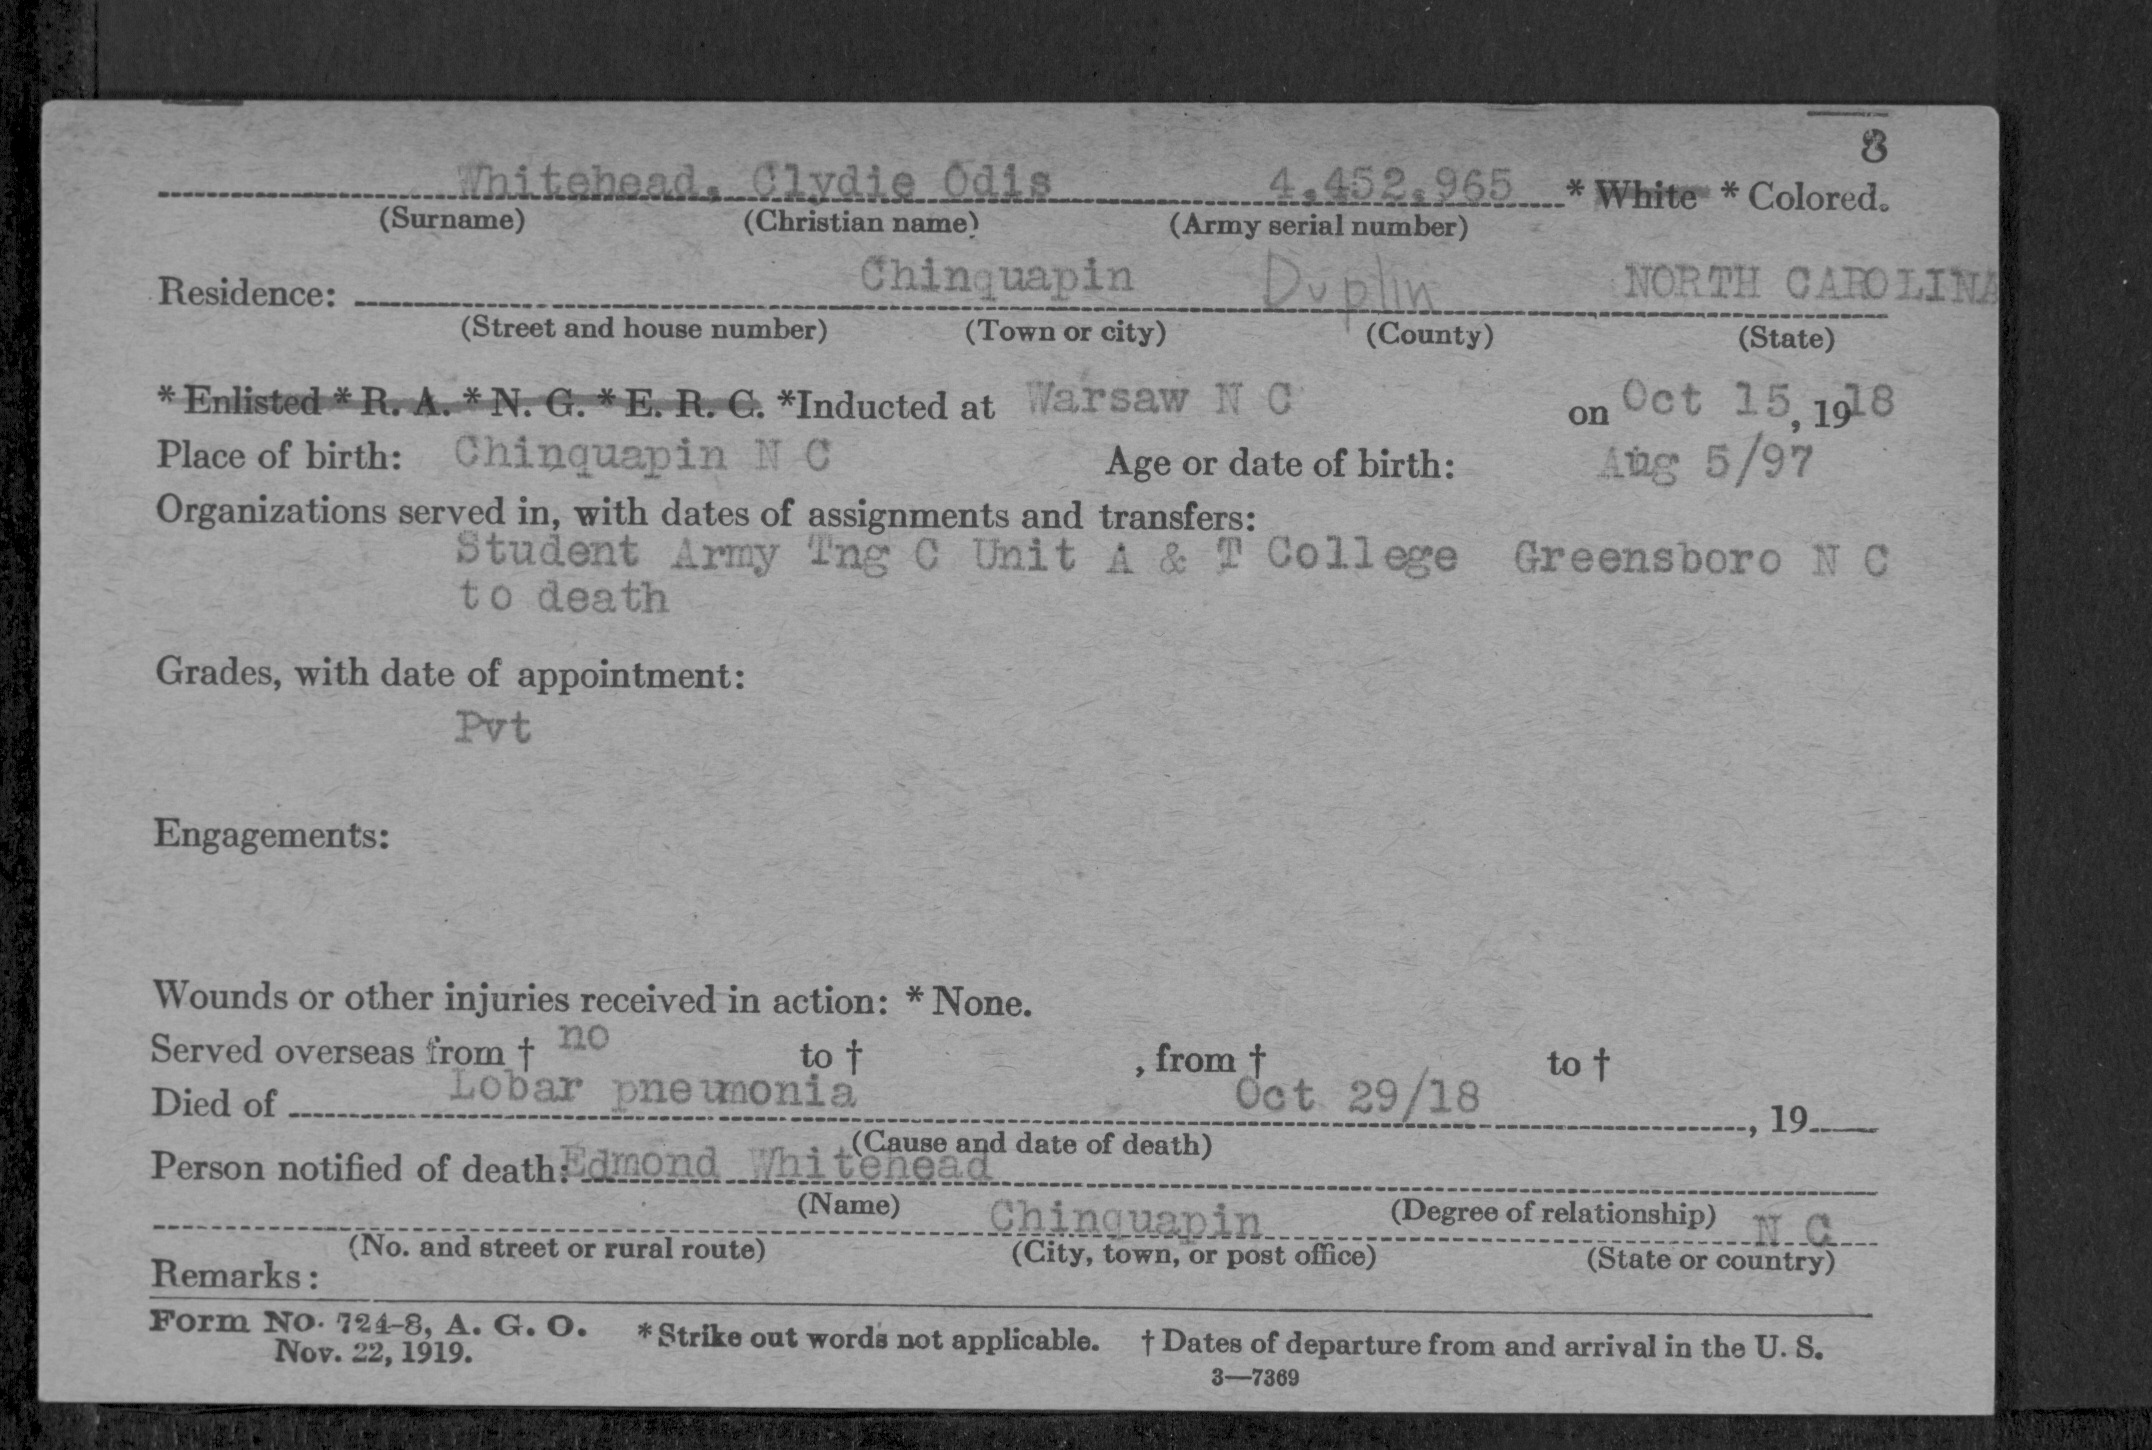 8
Whitehead, Clydie Odis 4,452,965 * White * Colored.
(Surname) (Christian name) (Army serial number)
Residence: Chinquapin Duplin NORTH CAROLINA
(Street and house number) (Town or city) (County) (State)
* Enlisted * R. A. * N. G. * E. R. C. *Inducted at Warsaw N C on Oct 15, 1918
Place of birth: Chinquapin N C Age or date of birth: Aug 5/97
Organizations served in, with dates of assignments and transfers:
Student Army Tng C Unit A & T College Greensboro N C
to death
Grades, with date of appointment:
Pvt
Engagements:
Wounds or other injuries received in action: * None.
Served overseas from † no to † , from † to †
Died of Lobar pneumonia Oct 29/18 , 19
(Cause and date of death)
Person notified of death: Edmond Whitehead
(Name) (Degree of relationship)
Chinquapin N C
(No. and street or rural route) (City, town, or post office) (State or country)
Remarks:
Form No. 724-8, A. G. O. * Strike out words not applicable. † Dates of departure from and arrival in the U. S.
Nov. 22, 1919.
3—7369